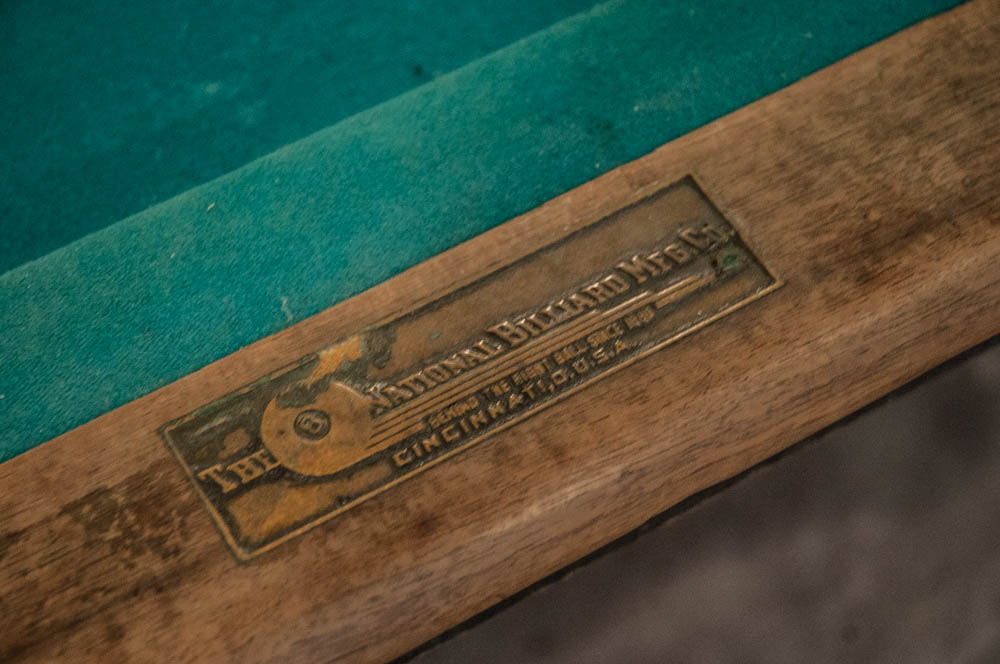 The National Billiard Mfg. Co.
BEHIND THE EIGHT BALL SINCE
CINCINNATI, O. U.S.A.
8